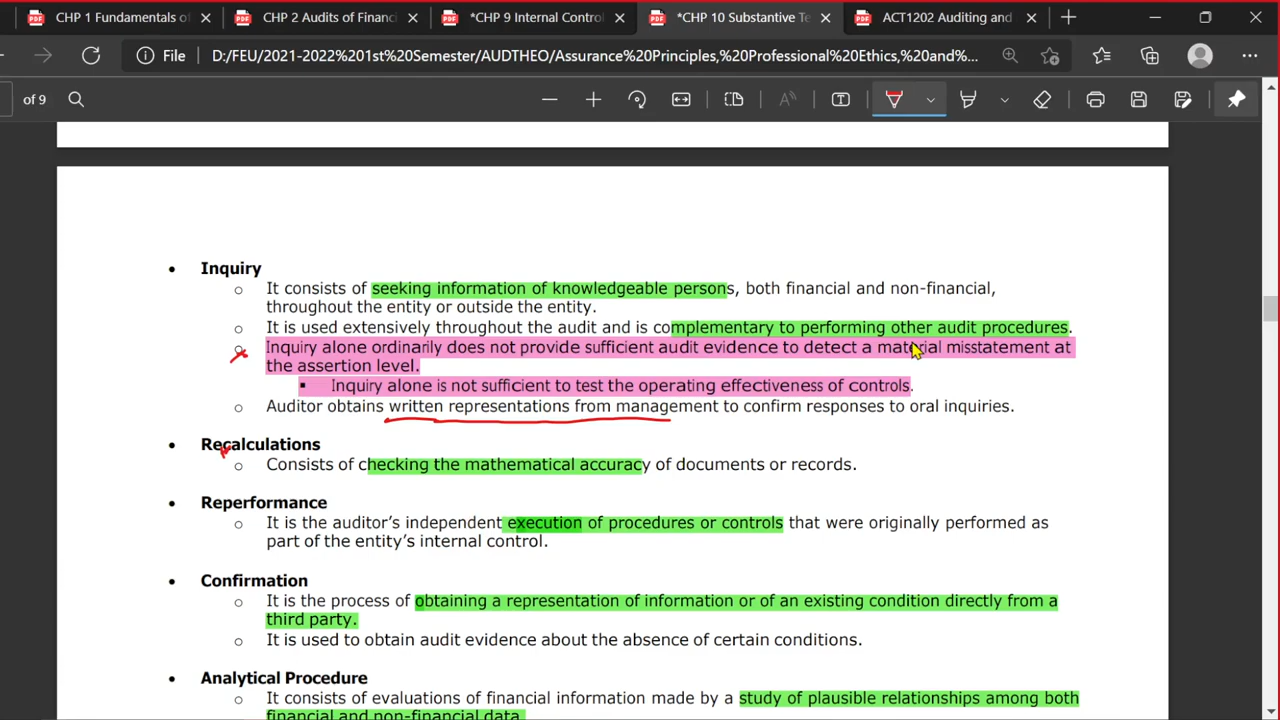 CHP 1 Fundamentals of
CHP 2 Audits of Financi
*CHP 9 Internal Control
*CHP 10 Substantive Te
ACT1202 Auditing and
File
D:/FEU/2021-2022%201st%20Semester/AUDTHEO/Assurance%20Principles,%20Professional%20Ethics,%20and%...
of 9
• Inquiry
o It consists of seeking information of knowledgeable persons, both financial and non-financial,
throughout the entity or outside the entity.
o It is used extensively throughout the audit and is complementary to performing other audit procedures.
o Inquiry alone ordinarily does not provide sufficient audit evidence to detect a material misstatement at
the assertion level.
▪ Inquiry alone is not sufficient to test the operating effectiveness of controls.
o Auditor obtains written representations from management to confirm responses to oral inquiries.
• Recalculations
o Consists of checking the mathematical accuracy of documents or records.
• Reperformance
o It is the auditor's independent execution of procedures or controls that were originally performed as
part of the entity's internal control.
• Confirmation
o It is the process of obtaining a representation of information or of an existing condition directly from a
third party.
o It is used to obtain audit evidence about the absence of certain conditions.
• Analytical Procedure
o It consists of evaluations of financial information made by a study of plausible relationships among both
financial and non-financial data.